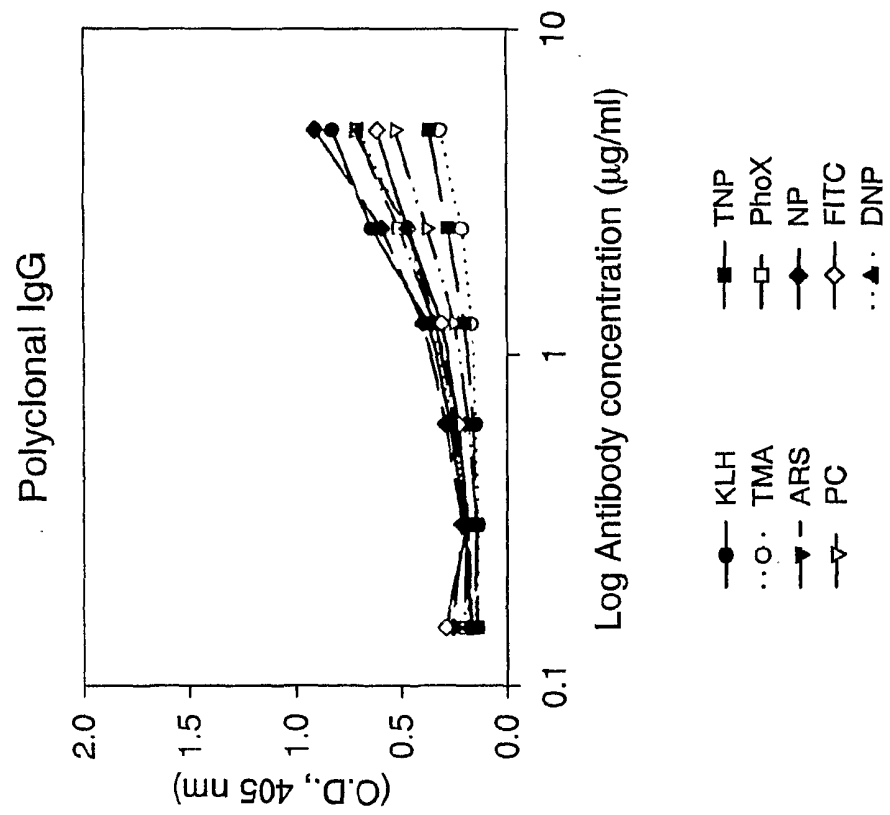 Polyclonal IgG
(O.D., 405 nm)
2.0
1.5
1.0
0.5
0.0
0.1
1
10
Log Antibody concentration (µg/ml)
KLH
TMA
ARS
PC
TNP
PhoX
NP
FITC
DNP